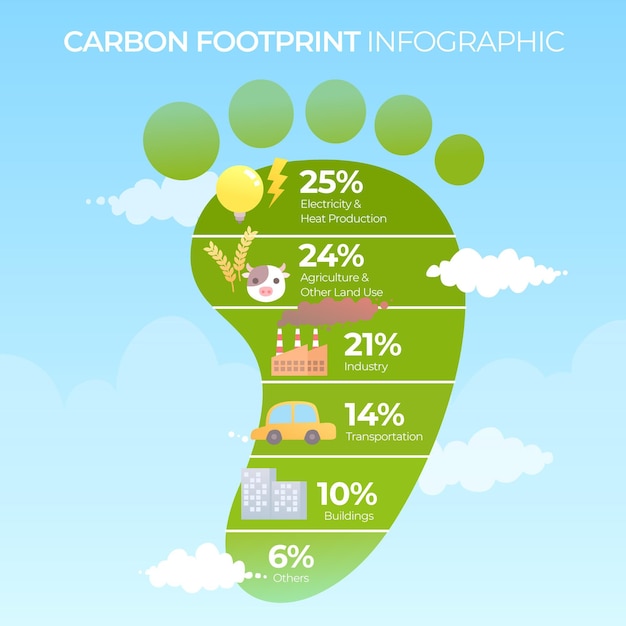 CARBON FOOTPRINT INFOGRAPHIC
25%
Electricity &
Heat Production
24%
Agriculture &
Other Land Use
21%
Industry
14%
Transportation
10%
Buildings
6%
Others